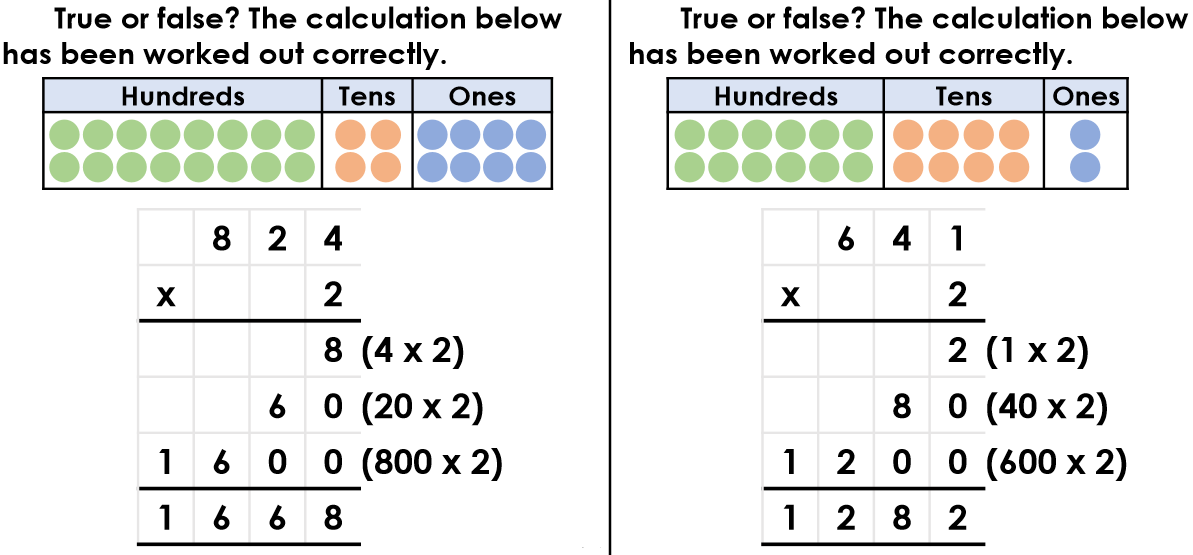 True or false? The calculation below
has been worked out correctly.
Hundreds Tens Ones
8 2 4
x 2
8 (4 x 2)
6 0 (20 x 2)
1 6 0 0 (800 x 2)
1 6 6 8
True or false? The calculation below
has been worked out correctly.
Hundreds Tens Ones
6 4 1
x 2
2 (1 x 2)
8 0 (40 x 2)
1 2 0 0 (600 x 2)
1 2 8 2